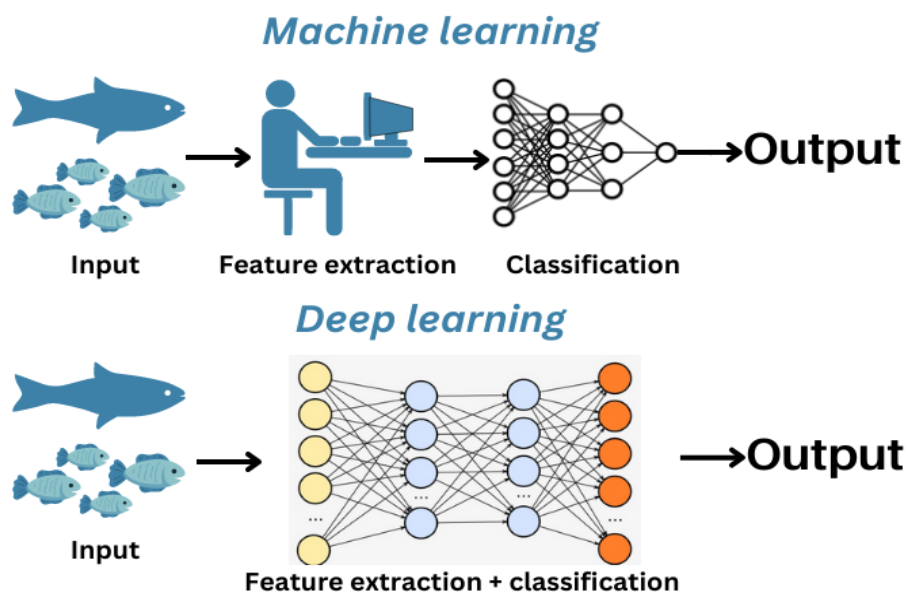 Machine learning
Output
Input
Feature extraction
Classification
Deep learning
...
...
...
...
Output
Input
Feature extraction + classification